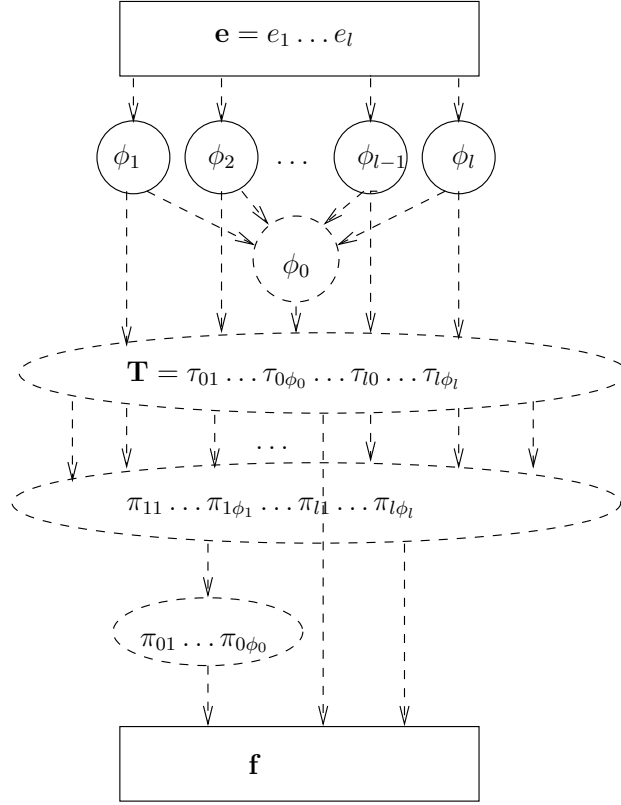 e = e₁ … eₗ
ϕ₁ ϕ₂ … ϕₗ₋₁ ϕₗ
ϕ₀
T = τ₀₁ … τ₀ϕ₀ … τₗ₀ … τₗϕₗ
…
π₁₁ … π₁ϕ₁ … πₗ₁ … πₗϕₗ
π₀₁ … π₀ϕ₀
f